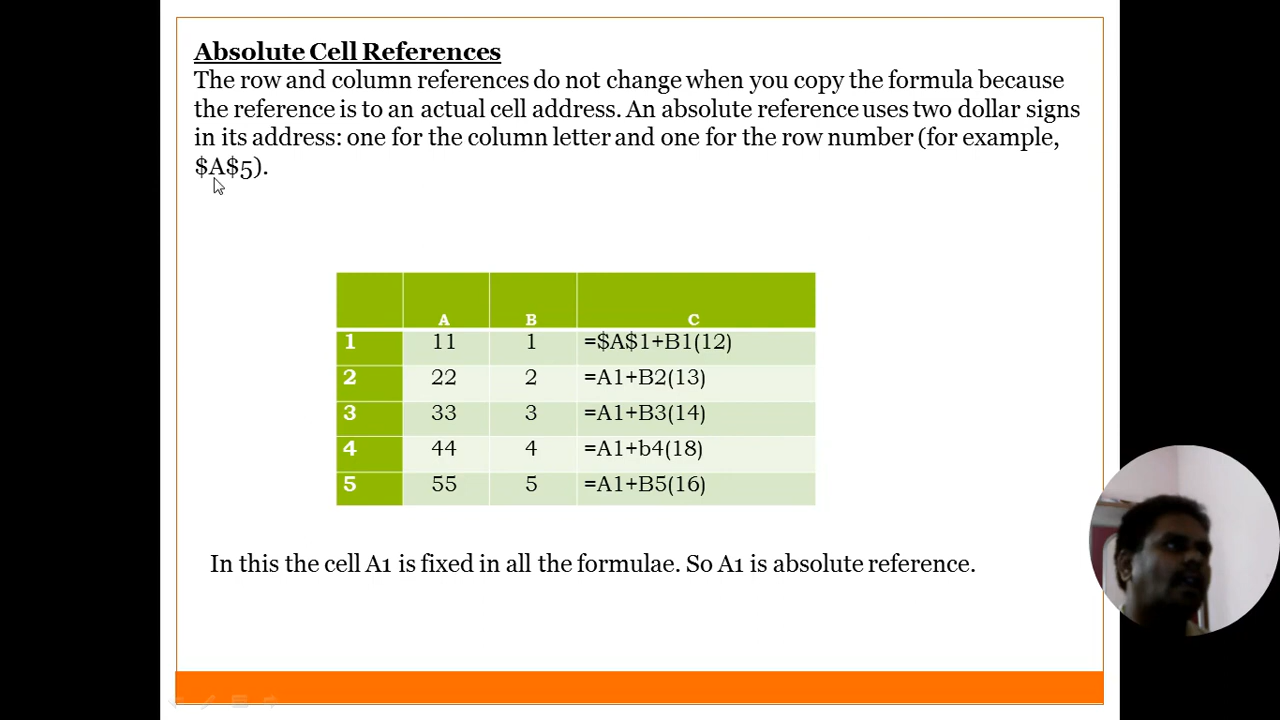 Absolute Cell References
The row and column references do not change when you copy the formula because
the reference is to an actual cell address. An absolute reference uses two dollar signs
in its address: one for the column letter and one for the row number (for example,
$A$5).
A B C
1 11 1 =$A$1+B1(12)
2 22 2 =A1+B2(13)
3 33 3 =A1+B3(14)
4 44 4 =A1+b4(18)
5 55 5 =A1+B5(16)
In this the cell A1 is fixed in all the formulae. So A1 is absolute reference.